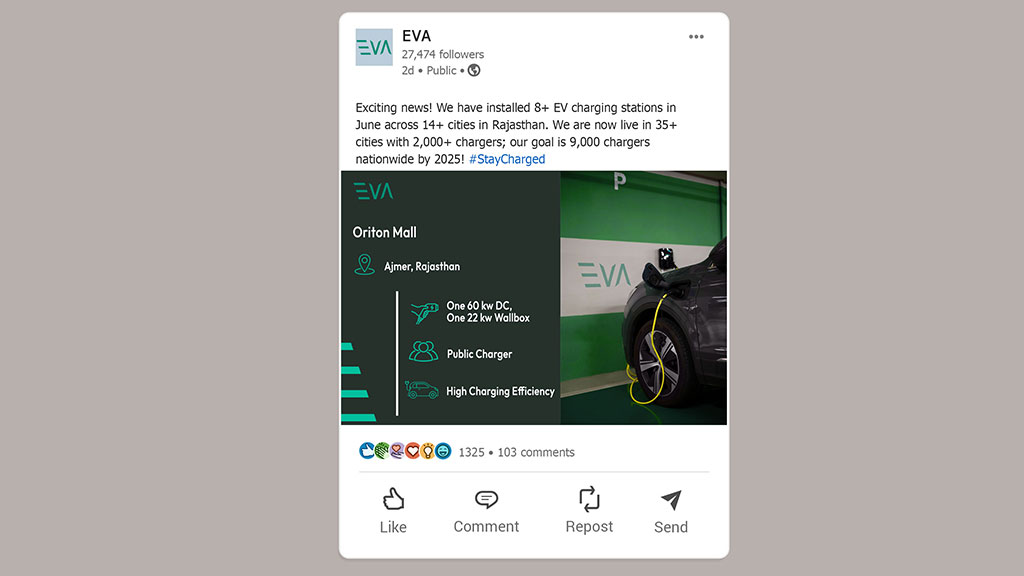 EVA
EVA
27,474 followers
2d • Public •
Exciting news! We have installed 8+ EV charging stations in
June across 14+ cities in Rajasthan. We are now live in 35+
cities with 2,000+ chargers; our goal is 9,000 chargers
nationwide by 2025! #StayCharged
EVA
Oriton Mall
Ajmer, Rajasthan
One 60 kw DC,
One 22 kw Wallbox
Public Charger
High Charging Efficiency
P
EVA
1325 • 103 comments
Like
Comment
Repost
Send